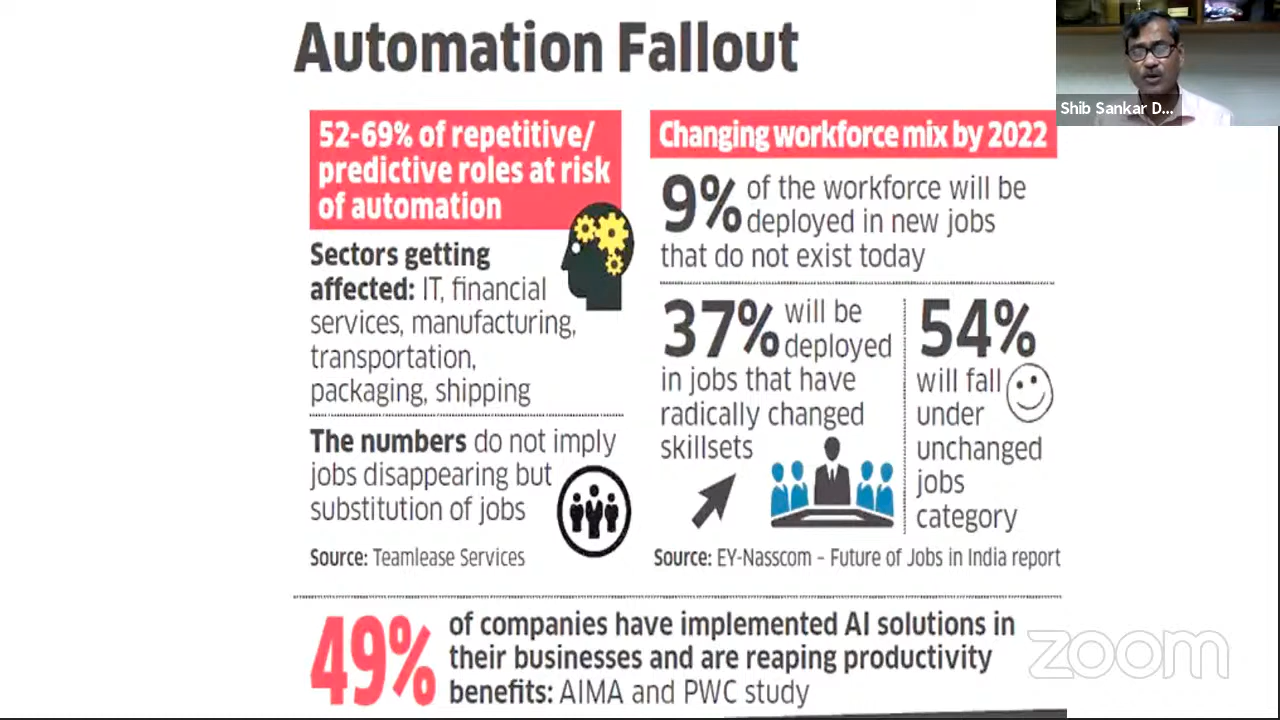 Automation Fallout
52-69% of repetitive/
predictive roles at risk
of automation
Sectors getting
affected: IT, financial
services, manufacturing,
transportation,
packaging, shipping
The numbers do not imply
jobs disappearing but
substitution of jobs
Source: Teamlease Services
Changing workforce mix by 2022
9% of the workforce will be
deployed in new jobs
that do not exist today
37% will be
deployed
in jobs that have
radically changed
skillsets
54%
will fall
under
unchanged
jobs
category
Source: EY-Nasscom – Future of Jobs in India report
49% of companies have implemented AI solutions in
their businesses and are reaping productivity
benefits: AIMA and PWC study
Shib Sankar D...
zoom